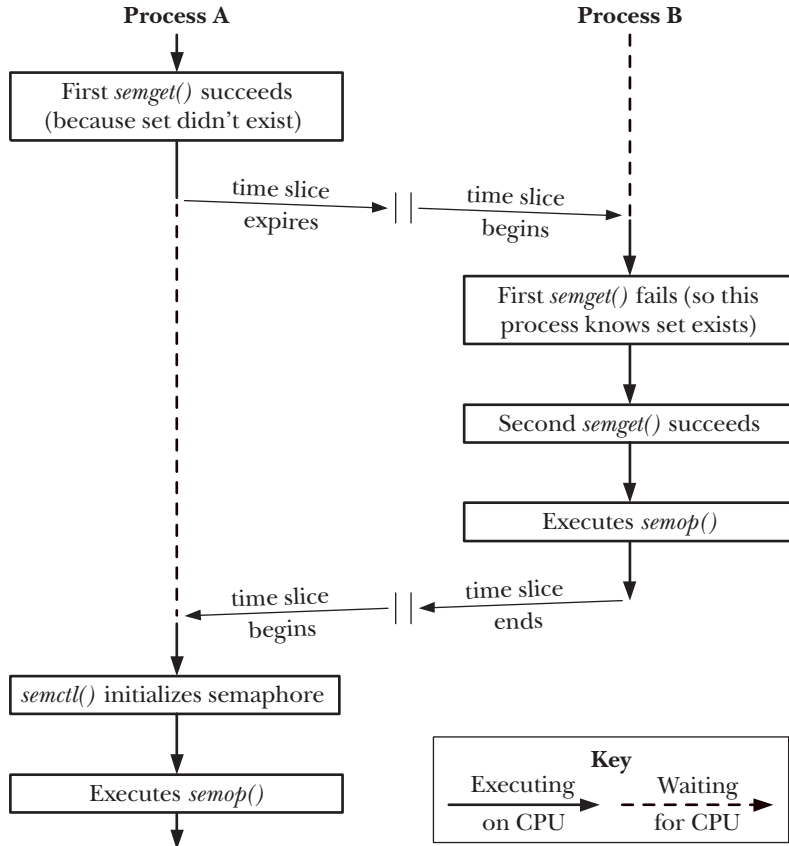 Process A
Process B
First semget() succeeds
(because set didn't exist)
time slice
expires
time slice
begins
First semget() fails (so this
process knows set exists)
Second semget() succeeds
Executes semop()
time slice
begins
time slice
ends
semctl() initializes semaphore
Executes semop()
Key
Executing
on CPU
Waiting
for CPU